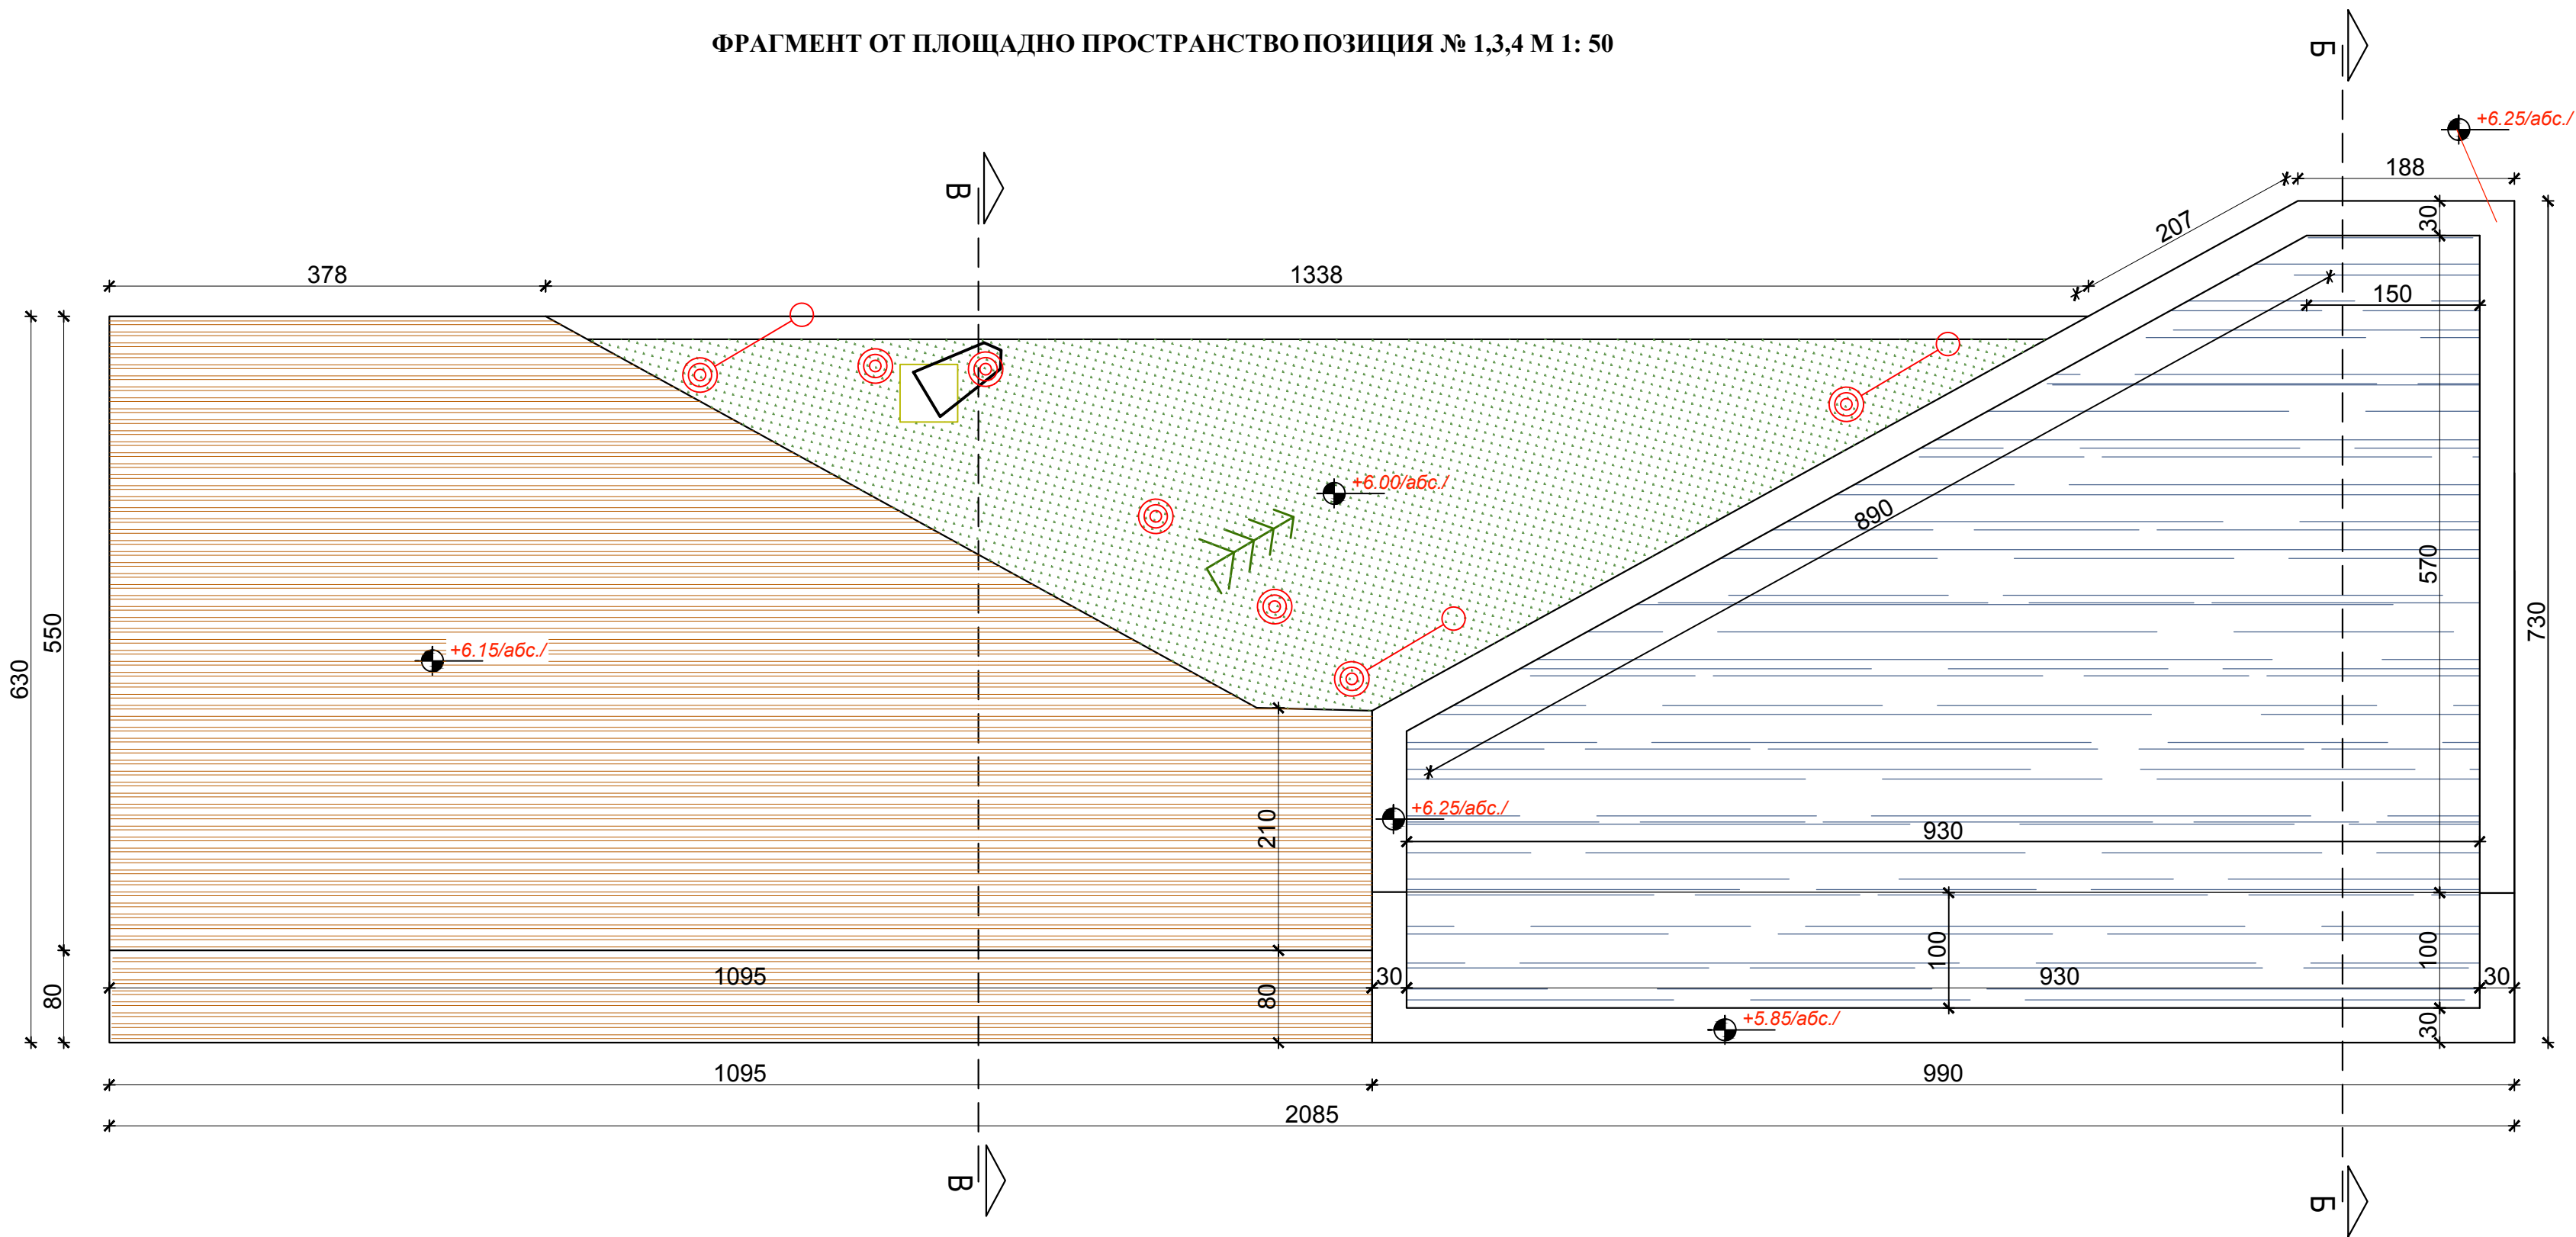 ФРАГМЕНТ ОТ ПЛОЩАДНО ПРОСТРАНСТВО ПОЗИЦИЯ № 1,3,4 М 1: 50
Б
+6.25/абс./
188
В
207
30
378
1338
150
+6.00/абс./
890
570
550
630
730
+6.15/абс./
+6.25/абс./
210
930
100
100
1095
30
930
30
80
80
+5.85/абс./
30
1095
990
2085
В
Б